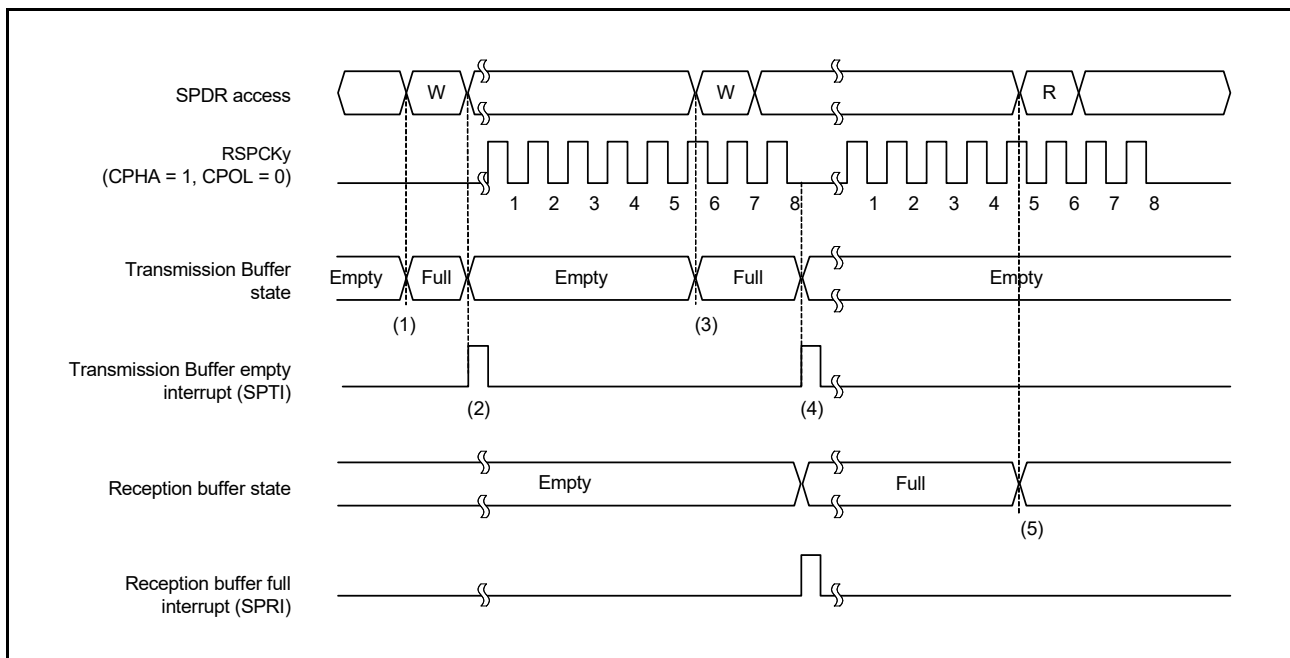 SPDR access
W
W
R
RSPCKy
(CPHA = 1, CPOL = 0)
1 2 3 4 5 6 7 8 1 2 3 4 5 6 7 8
Transmission Buffer
state
Empty Full Empty Full Empty
(1)
(3)
Transmission Buffer empty
interrupt (SPTI)
(2)
(4)
Reception buffer state
Empty Full
(5)
Reception buffer full
interrupt (SPRI)